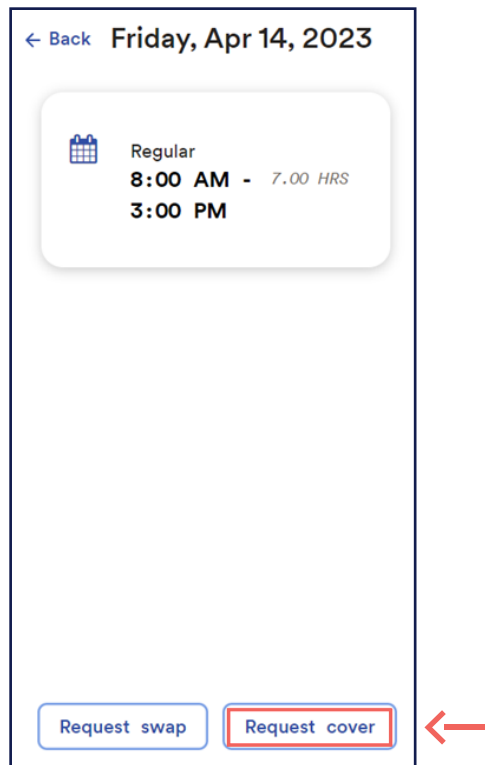 ← Back Friday, Apr 14, 2023
Regular
8:00 AM - 7.00 HRS
3:00 PM
Request swap Request cover